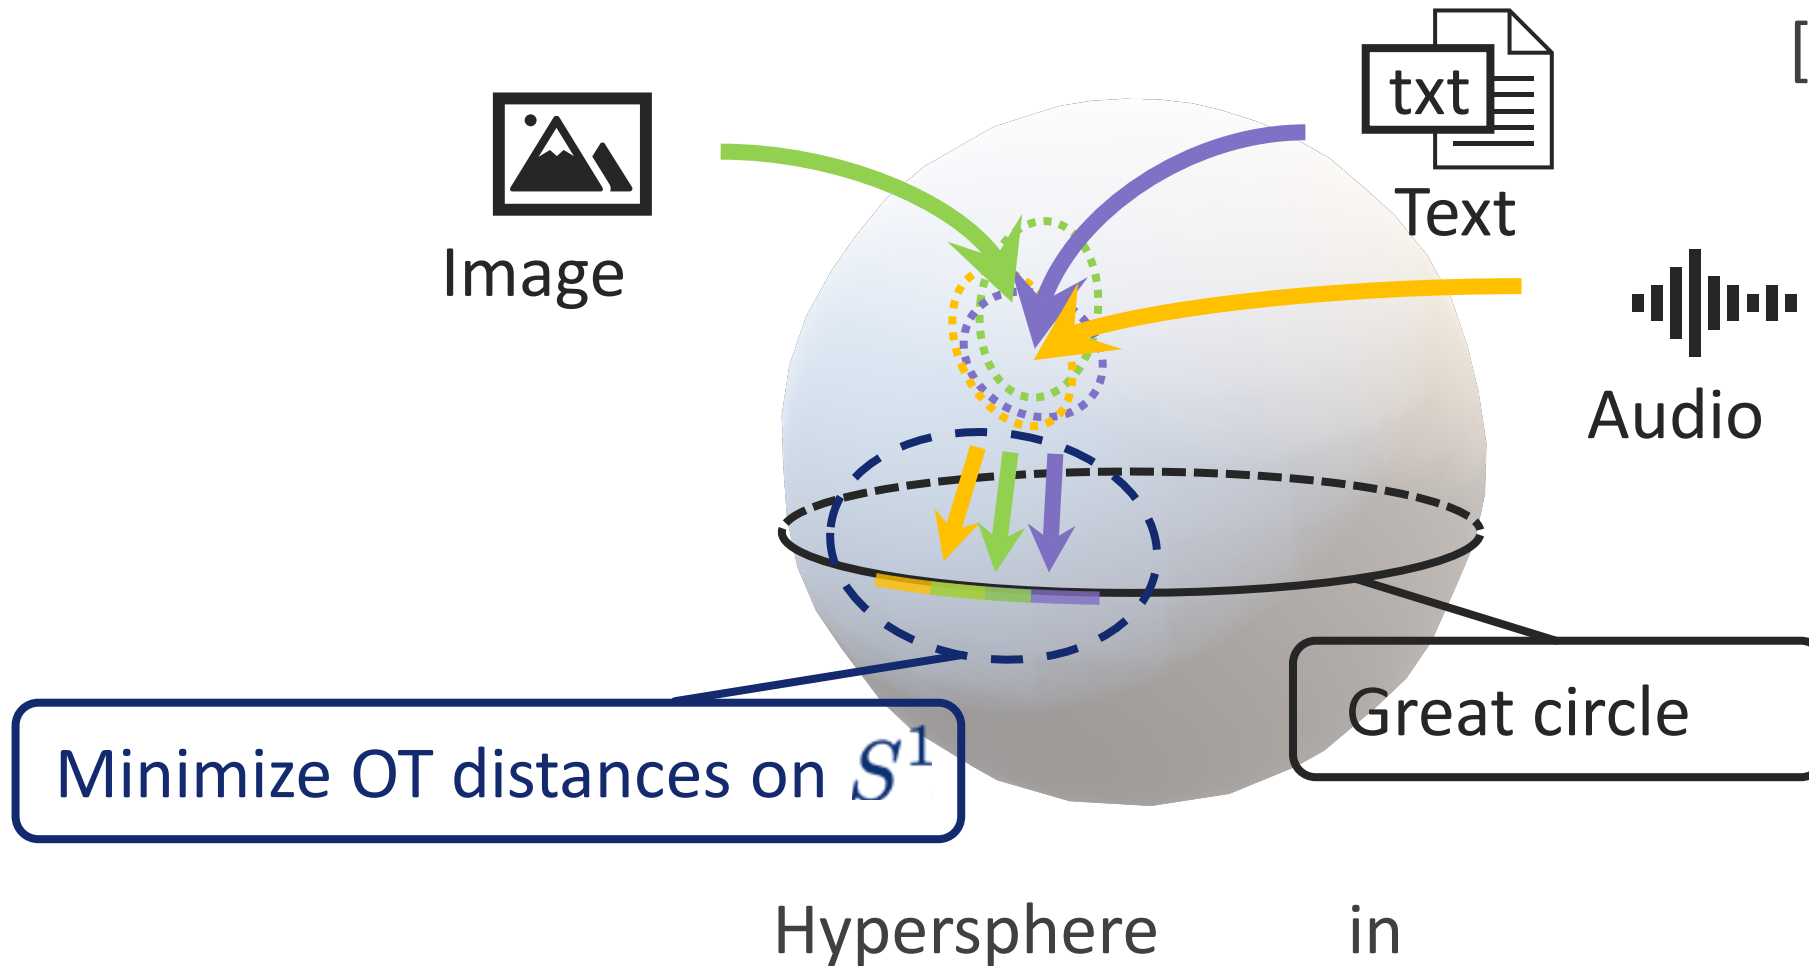 [
txt
Text
Image
Audio
Great circle
Minimize OT distances on S¹
Hypersphere in